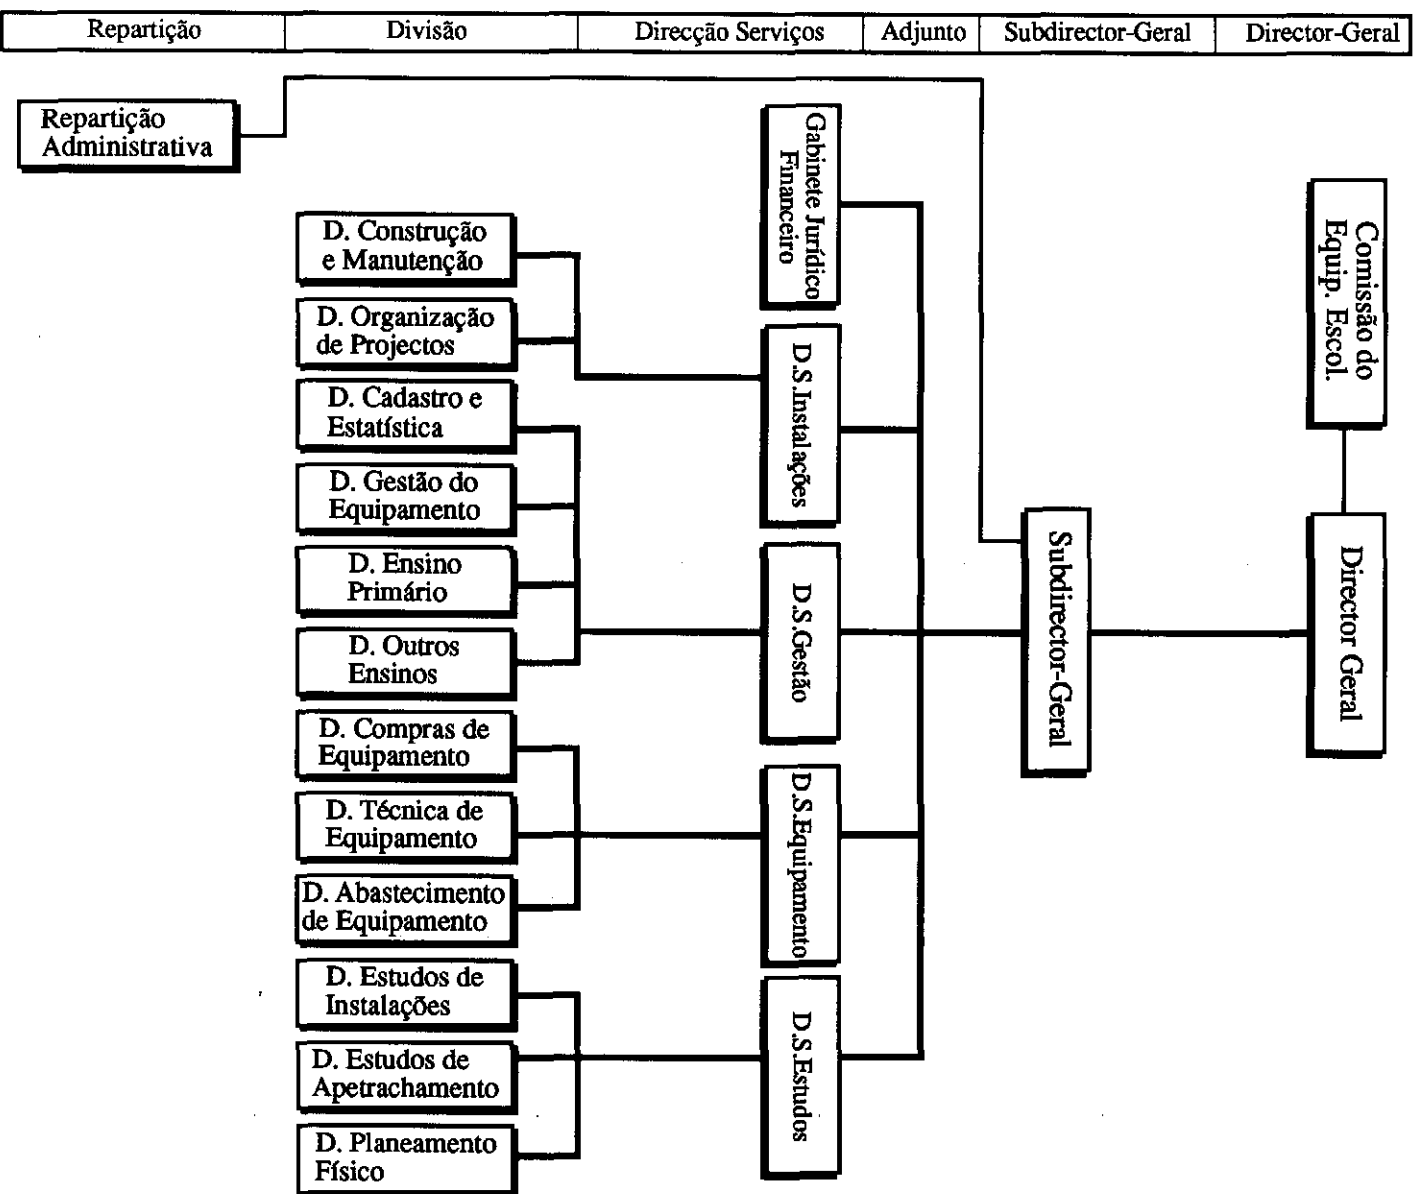 Repartição
Divisão
Direcção Serviços
Adjunto
Subdirector-Geral
Director-Geral
Repartição
Administrativa
D. Construção
e Manutenção
D. Organização
de Projectos
D. Cadastro e
Estatística
D. Gestão do
Equipamento
D. Ensino
Primário
D. Outros
Ensinos
D. Compras de
Equipamento
D. Técnica de
Equipamento
D. Abastecimento
de Equipamento
D. Estudos de
Instalações
D. Estudos de
Apetrachamento
D. Planeamento
Físico
Gabinete Jurídico
Financeiro
D.S.Instalações
D.S.Gestão
D.S.Equipamento
D.S.Estudos
Subdirector-Geral
Comissão do
Equip. Escol.
Director Geral